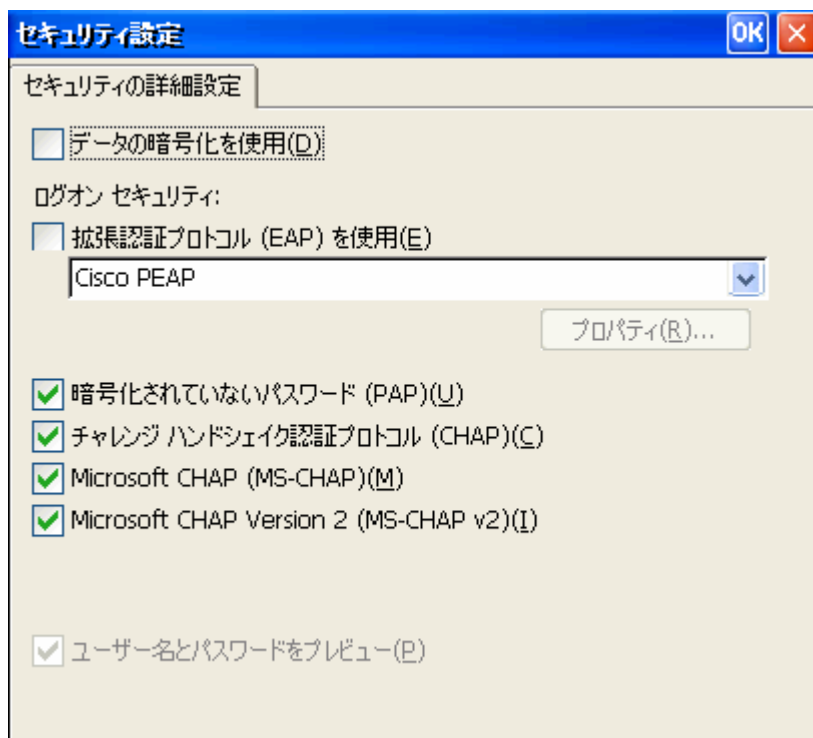 セキュリティ設定 OK
セキュリティの詳細設定
データの暗号化を使用(D)
ログオン セキュリティ:
拡張認証プロトコル (EAP) を使用(E)
Cisco PEAP
プロパティ(R)...
暗号化されていないパスワード (PAP)(U)
チャレンジ ハンドシェイク認証プロトコル (CHAP)(C)
Microsoft CHAP (MS-CHAP)(M)
Microsoft CHAP Version 2 (MS-CHAP v2)(I)
ユーザー名とパスワードをプレビュー(P)